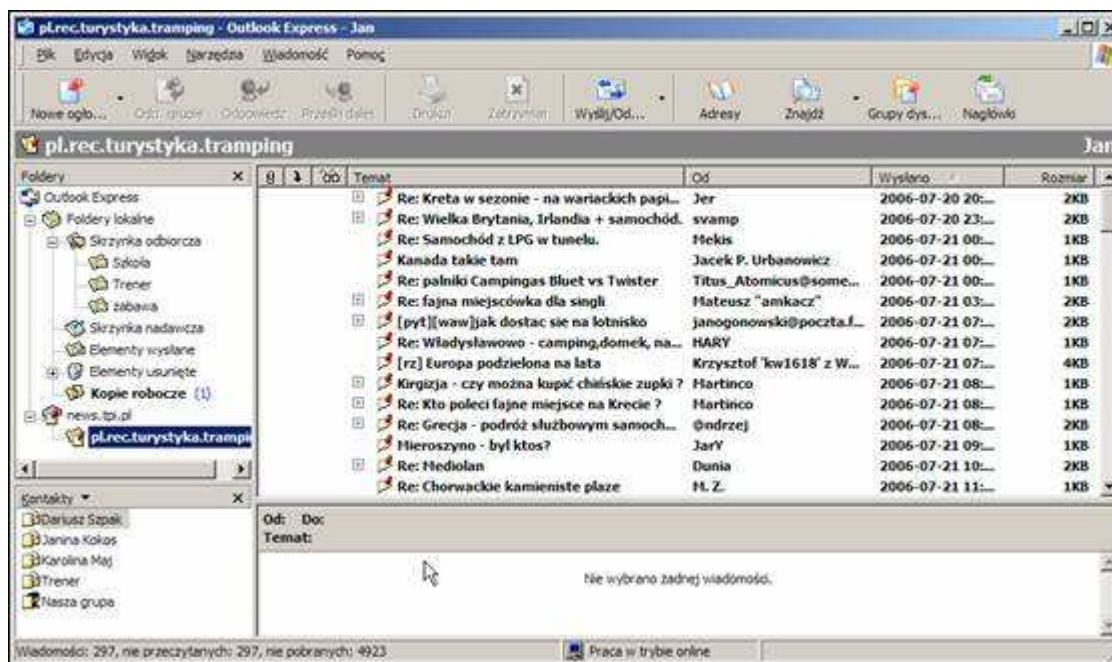 pl.rec.turystyka.tramping - Outlook Express - Jan
Plik Edycja Widok Narzędzia Wiadomość Pomoc
Nowe ogło... Odp. grupie Odpowiedz Prześlij dalej Drukuj Zatrzymaj Wyślij/Od... Adresy Znajdź Grupy dys... Nagłówki
pl.rec.turystyka.tramping Jan
Foldery
Outlook Express
Foldery lokalne
Skrzynka odbiorcza
Szkoła
Trener
zabawa
Skrzynka nadawcza
Elementy wysłane
Elementy usunięte
Kopie robocze (1)
news.tpi.pl
pl.rec.turystyka.trampi
Kontakty
Dariusz Szpak
Janina Kokos
Karolina Maj
Trener
Nasza grupa
Temat Od Wysłano Rozmiar
Re: Kreta w sezonie - na wariackich papi... Jer 2006-07-20 20:... 2KB
Re: Wielka Brytania, Irlandia + samochód. svamp 2006-07-20 23:... 2KB
Re: Samochód z LPG w tunelu. Mekis 2006-07-21 00:... 1KB
Kanada takie tam Jacek P. Urbanowicz 2006-07-21 00:... 1KB
Re: palniki Campingas Bluet vs Twister Titus_Atomicus@some... 2006-07-21 00:... 1KB
Re: fajna miejscówka dla singli Mateusz "amkacz" 2006-07-21 03:... 2KB
[pyt][waw]jak dostac sie na lotnisko janogonowski@poczta.f... 2006-07-21 07:... 2KB
Re: Władysławowo - camping,domek, na... HARY 2006-07-21 07:... 1KB
[rz] Europa podzielona na lata Krzysztof 'kw1618' z W... 2006-07-21 07:... 4KB
Kirgizja - czy można kupić chińskie zupki ? Martinco 2006-07-21 08:... 1KB
Re: Kto poleci fajne miejsce na Krecie ? Martinco 2006-07-21 08:... 1KB
Re: Grecja - podróż służbowym samoch... @ndrzej 2006-07-21 08:... 2KB
Mieroszyno - byl ktos? JarY 2006-07-21 09:... 1KB
Re: Mediolan Dunia 2006-07-21 10:... 2KB
Re: Chorwackie kamieniste plaze M. Z. 2006-07-21 11:... 1KB
Od: Do:
Temat:
Nie wybrano żadnej wiadomości.
Wiadomości: 297, nie przeczytanych: 297, nie pobranych: 4923 Praca w trybie online